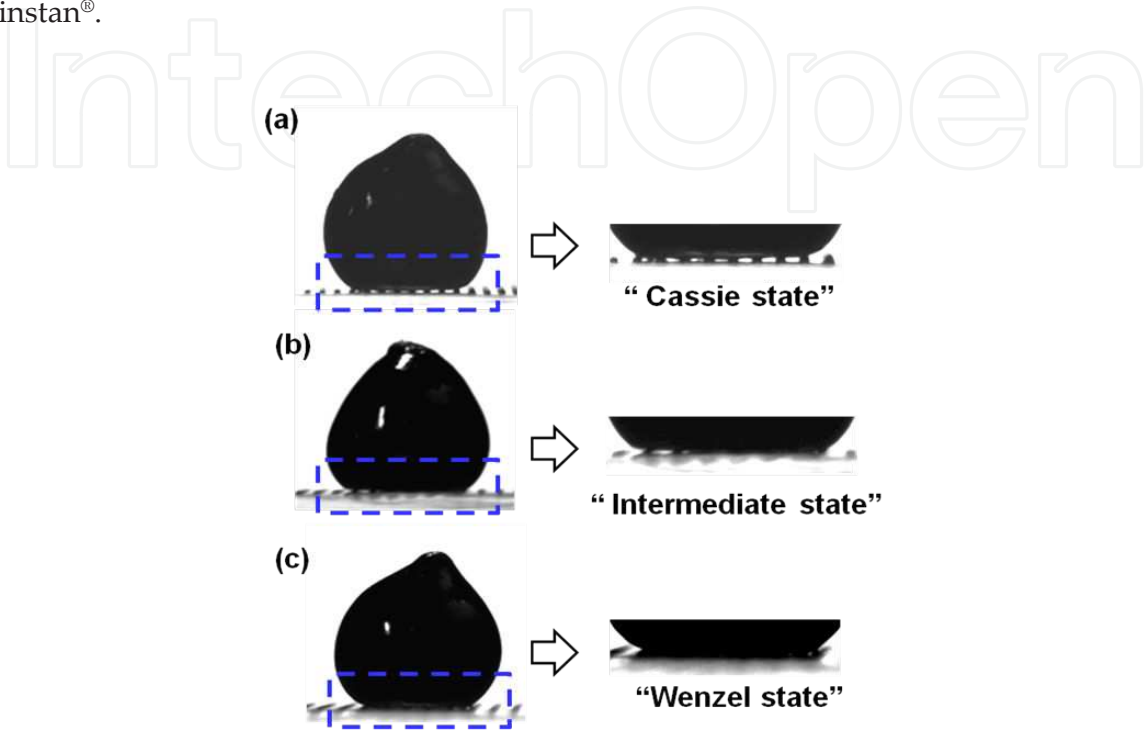 instan®.
IntechOpen
(a)
“ Cassie state”
(b)
“ Intermediate state”
(c)
“Wenzel state”